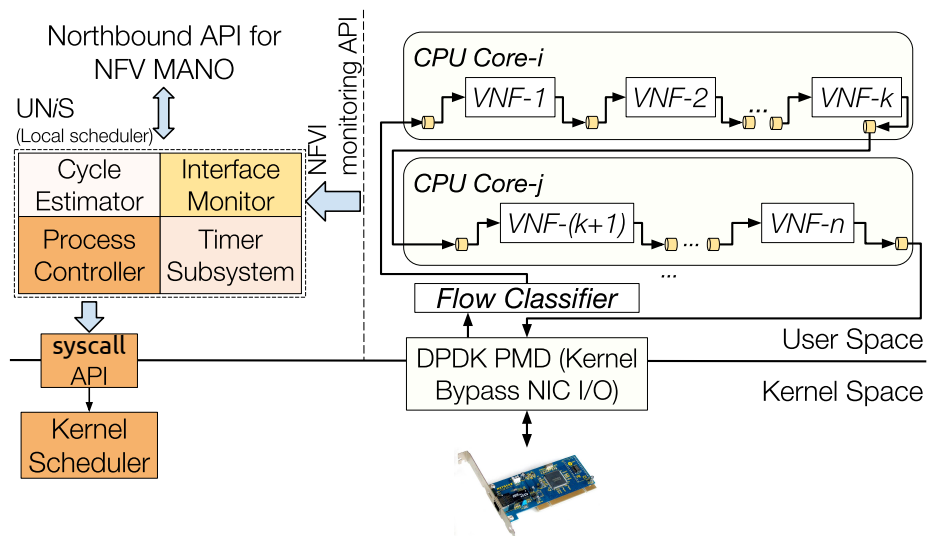 Northbound API for
NFV MANO
UNiS
(Local scheduler)
Cycle
Estimator
Interface
Monitor
Process
Controller
Timer
Subsystem
syscall
API
Kernel
Scheduler
NFVI
monitoring API
CPU Core-i
VNF-1
VNF-2
...
VNF-k
CPU Core-j
VNF-(k+1)
...
VNF-n
...
Flow Classifier
DPDK PMD (Kernel
Bypass NIC I/O)
User Space
Kernel Space